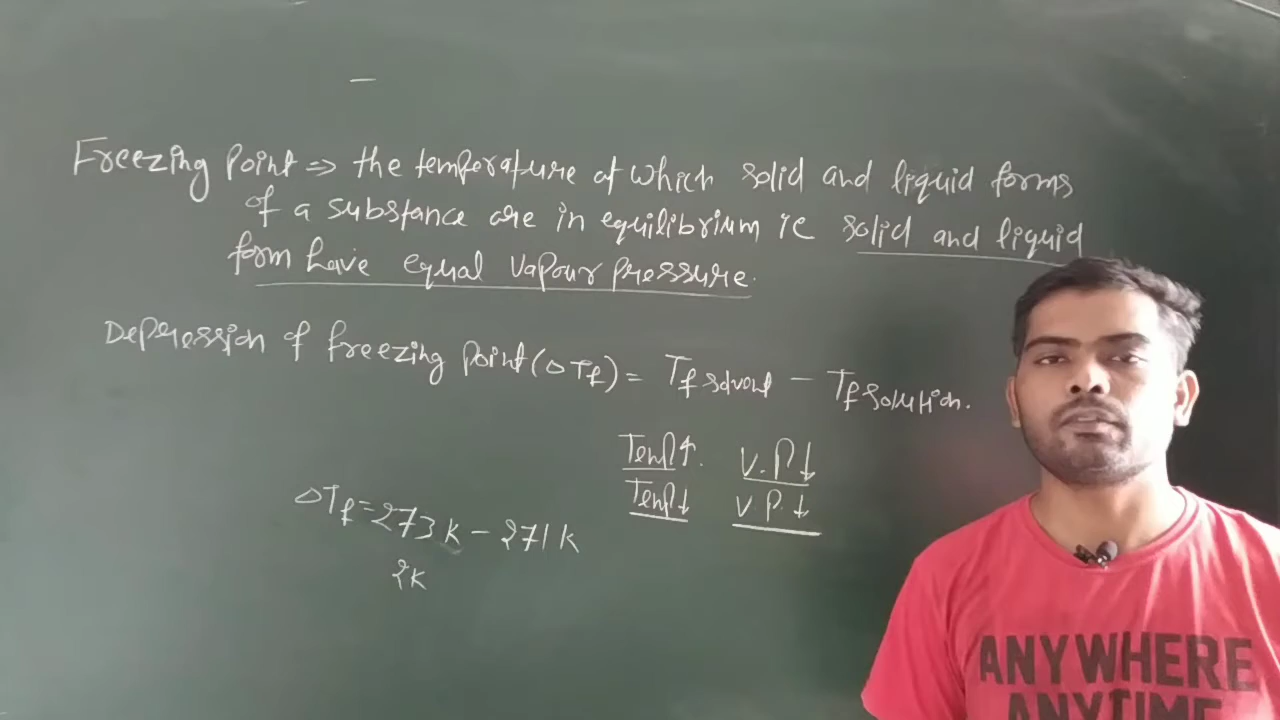 Freezing Point ⇒ the temperature at which solid and liquid forms
of a substance are in equilibrium ie solid and liquid
form have equal vapour pressure.
Depression of freezing point (ΔTf) = Tf solvent − Tf solution.
Temp↑. V.P↓
Temp↓ V P.↓
ΔTf = 273 K − 271 K
2K
ANYWHERE
ANYTIME